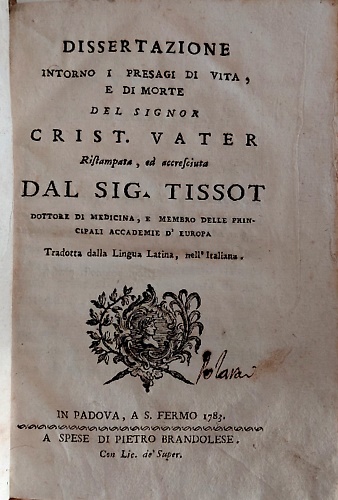 DISSERTAZIONE
INTORNO I PRESAGI DI VITA,
E DI MORTE
DEL SIGNOR
CRIST. VATER
Ristampata, ed accresciuta
DAL SIG. TISSOT
DOTTORE DI MEDICINA, E MEMBRO DELLE PRIN-
CIPALI ACCADEMIE D' EUROPA
Tradotta dalla Lingua Latina, nell' Italiana.
IN PADOVA, A S. FERMO 1783.
A SPESE DI PIETRO BRANDOLESE.
Con Lic. de' Super.